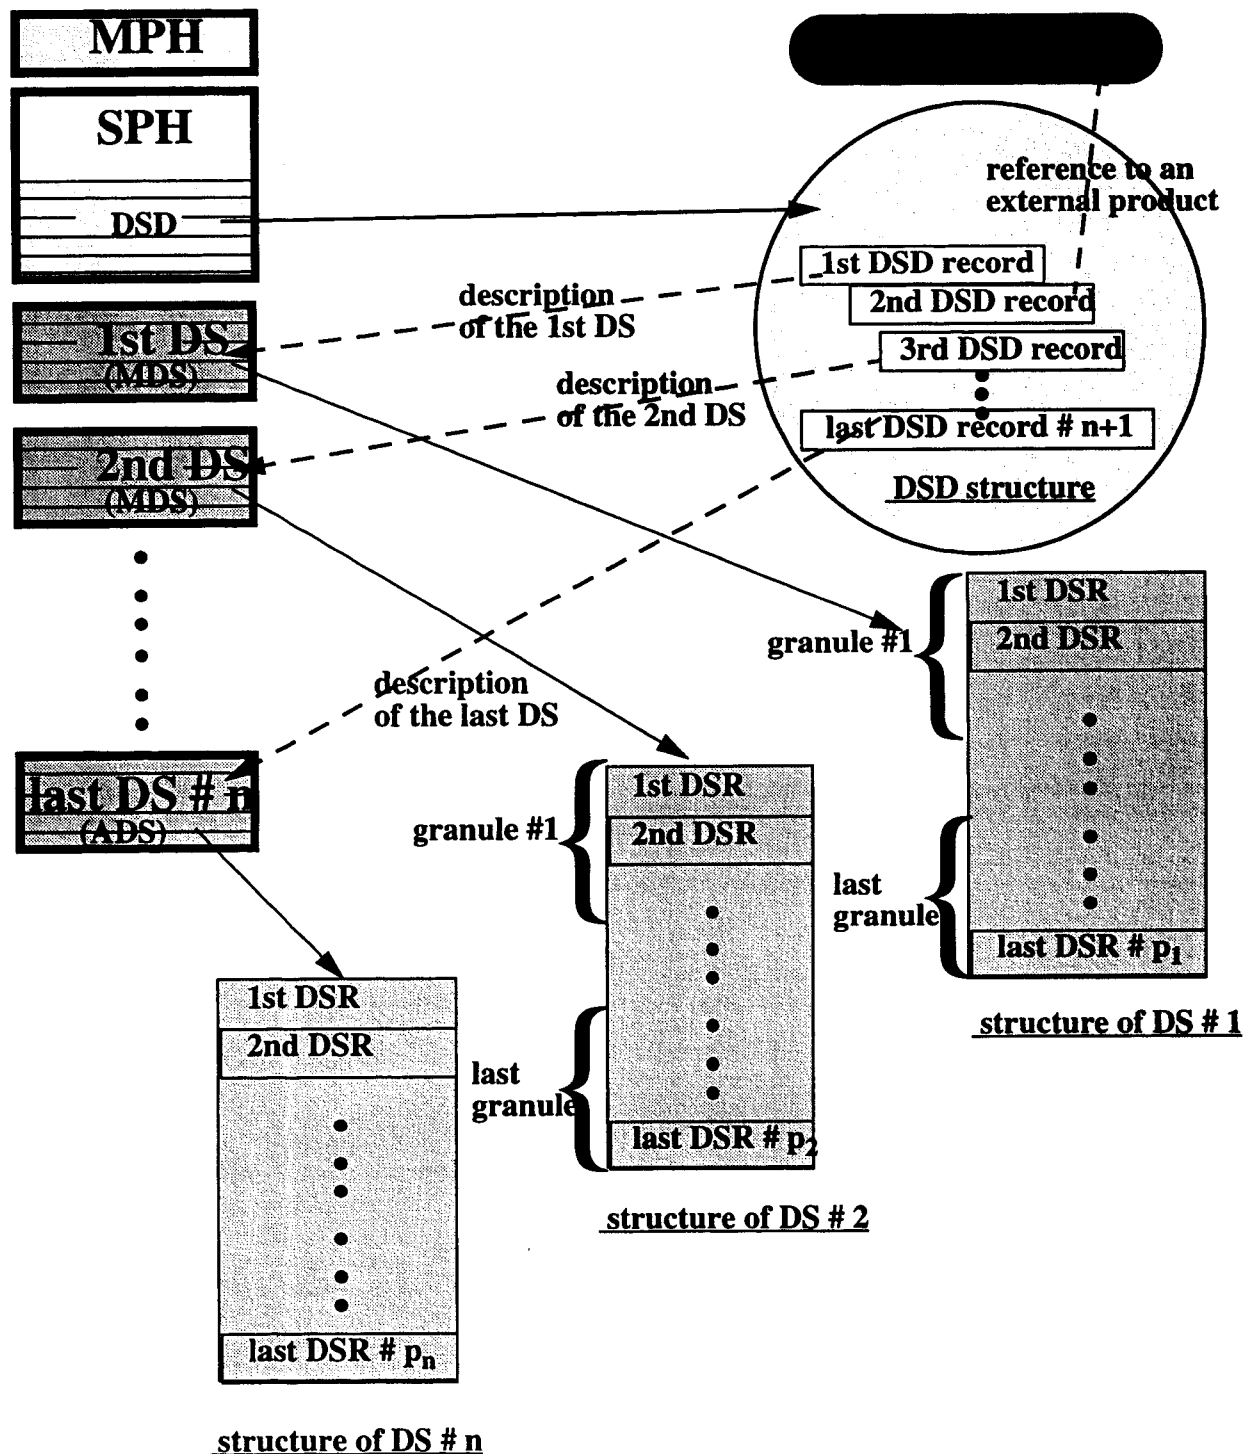 MPH
SPH
DSD
1st DS
(MDS)
2nd DS
(MDS)
last DS # n
(ADS)
reference to an
external product
1st DSD record
2nd DSD record
3rd DSD record
last DSD record # n+1
DSD structure
description
of the 1st DS
description
of the 2nd DS
description
of the last DS
granule #1
1st DSR
2nd DSR
last
granule
last DSR # p1
structure of DS # 1
granule #1
1st DSR
2nd DSR
last
granule
last DSR # p2
structure of DS # 2
1st DSR
2nd DSR
last DSR # pn
structure of DS # n